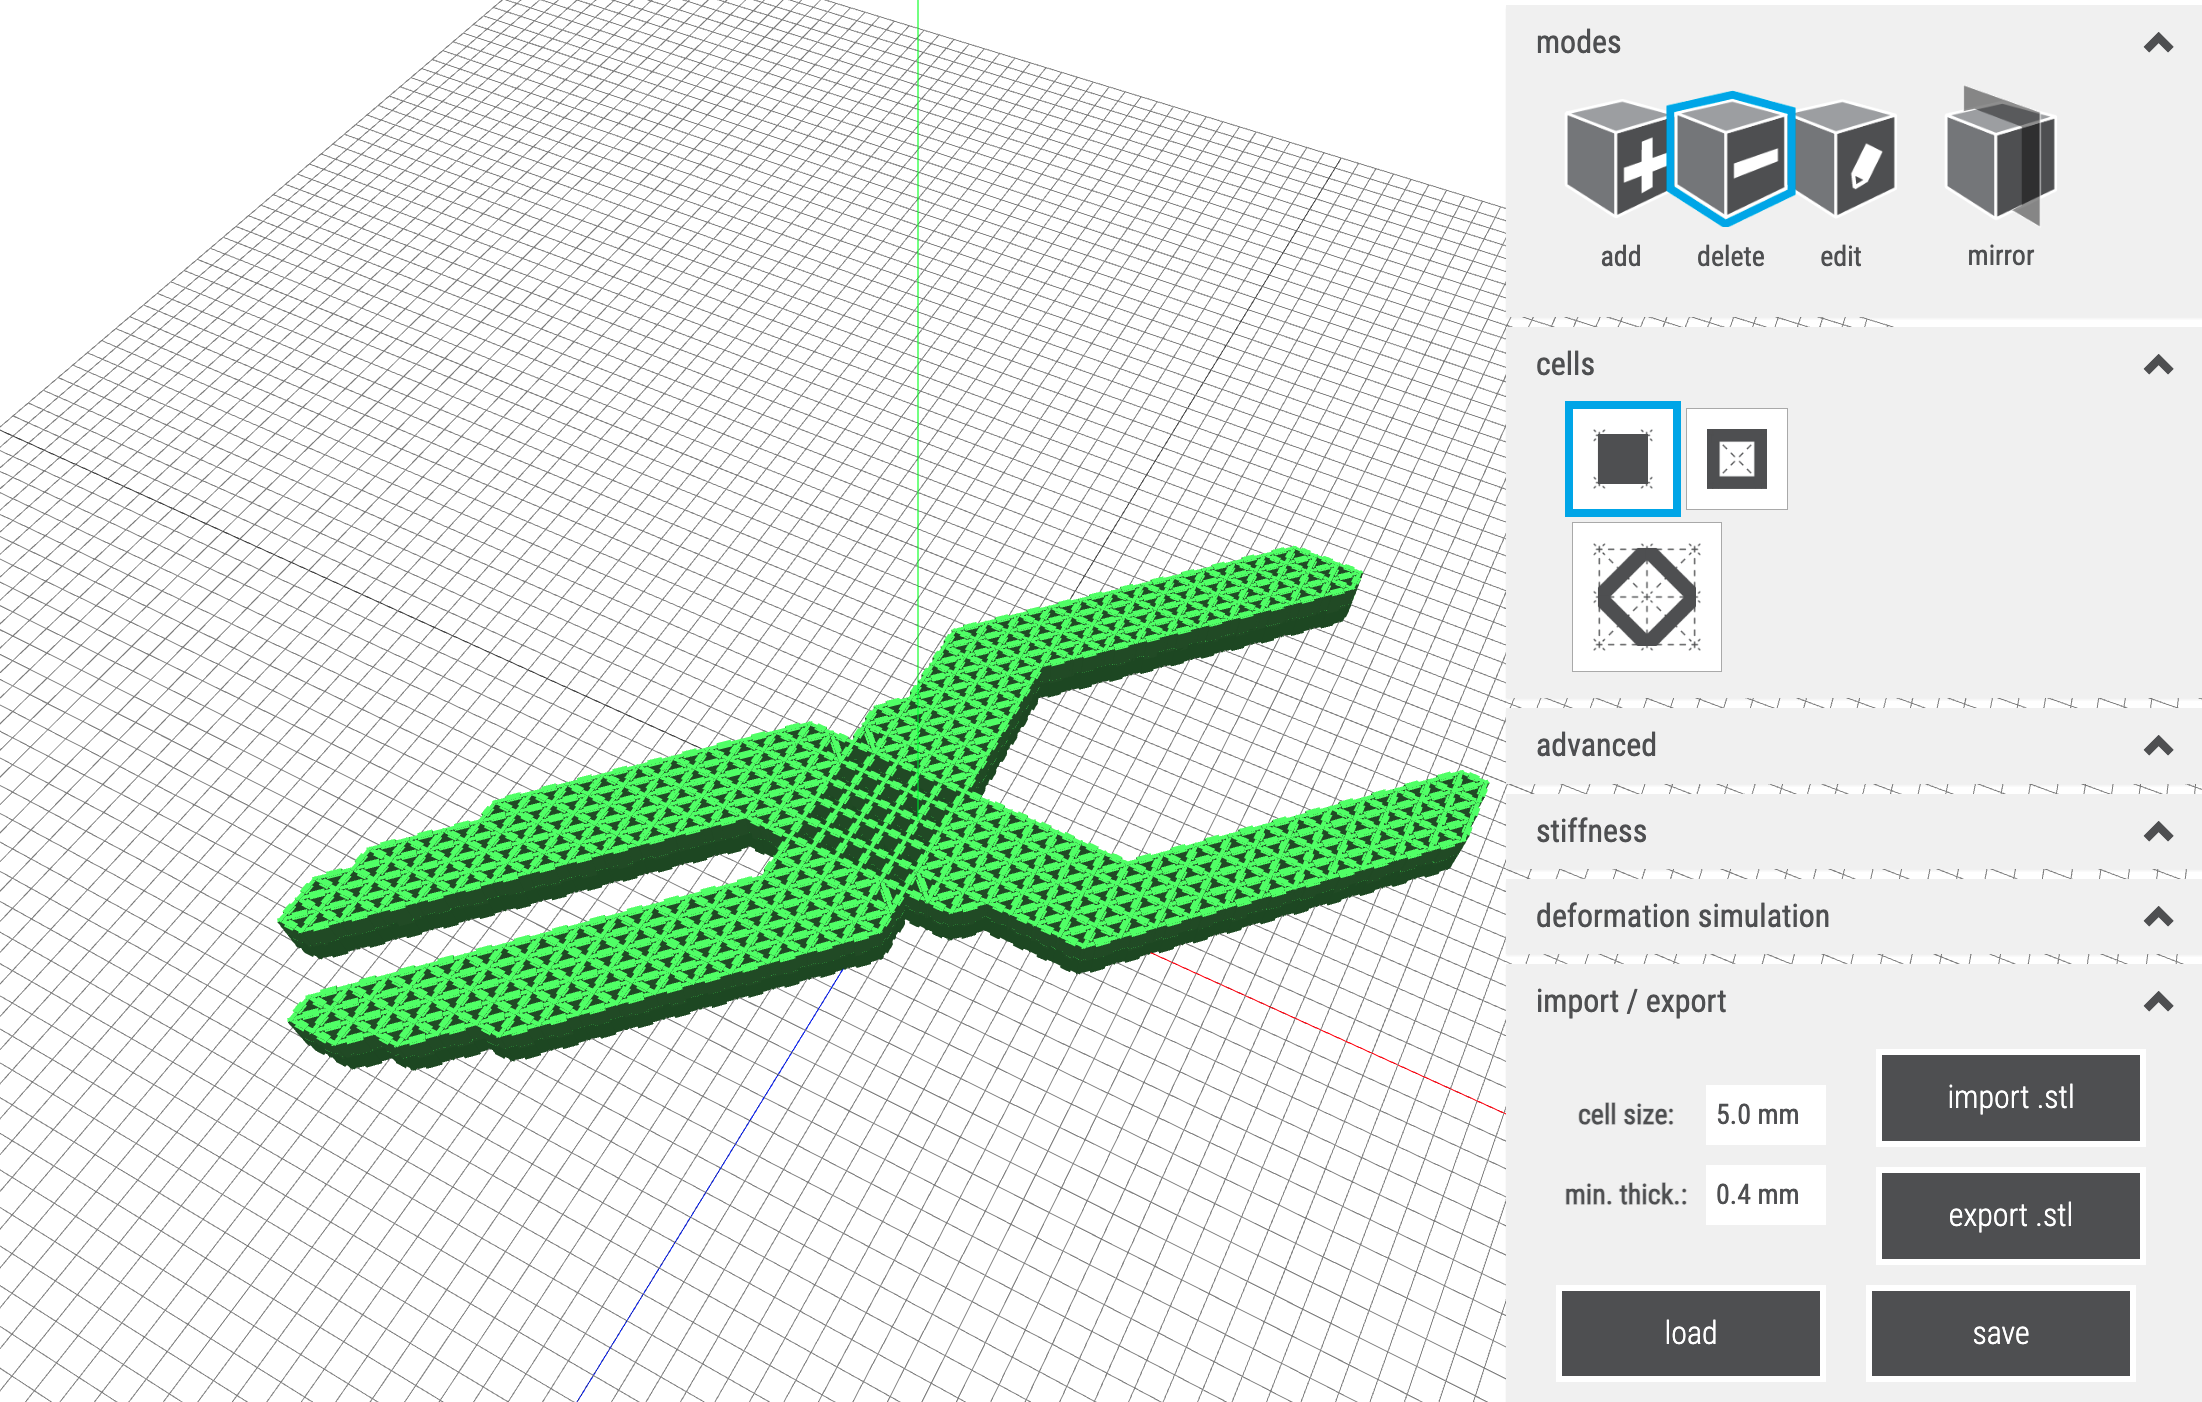 modes
add delete edit mirror
cells
advanced
stiffness
deformation simulation
import / export
cell size: 5.0 mm
import .stl
min. thick.: 0.4 mm
export .stl
load save